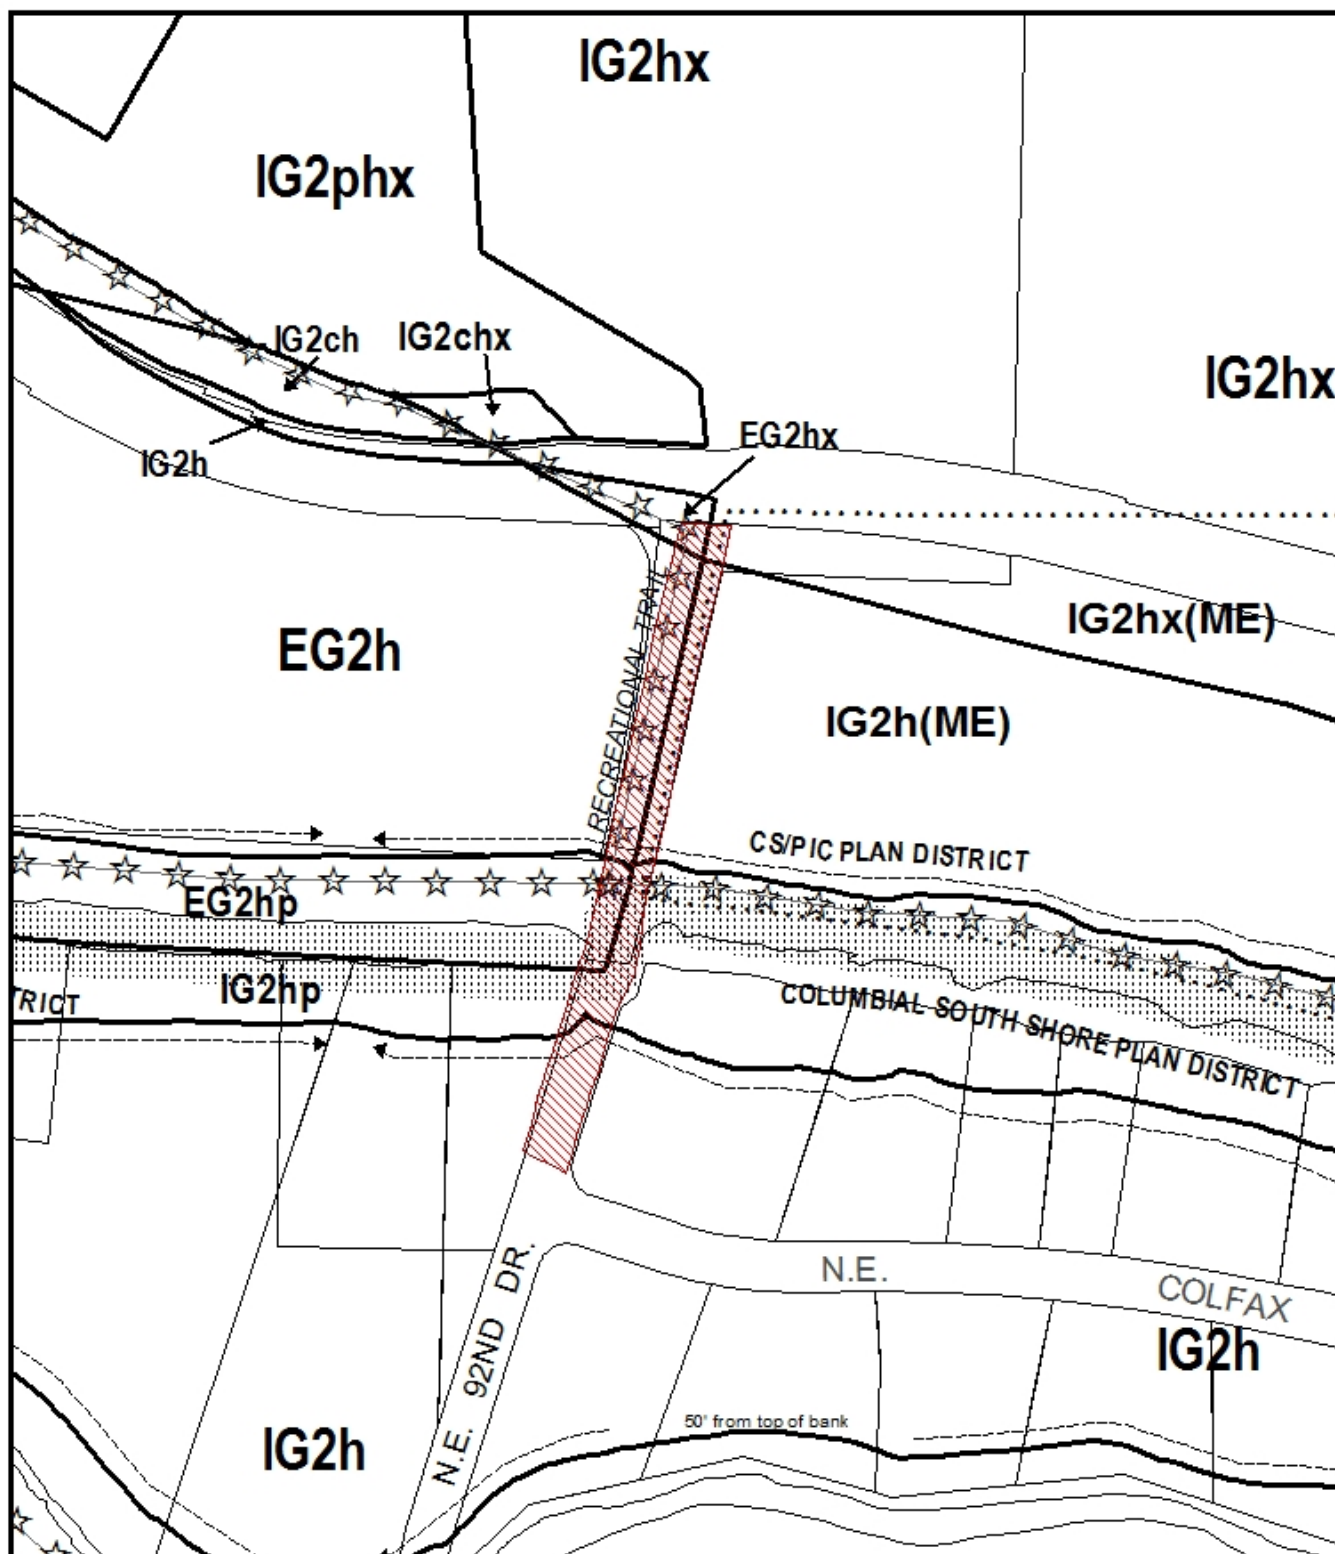 IG2hx
IG2phx
IG2ch
IG2chx
IG2hx
EG2hx
IG2h
IG2hx(ME)
RECREATIONAL TRAIL
EG2h
IG2h(ME)
CS/PIC PLAN DISTRICT
EG2hp
IG2hp
TRICT
COLUMBIAL SOUTH SHORE PLAN DISTRICT
N.E. COLFAX
N.E. 92ND DR.
IG2h
50' from top of bank
IG2h